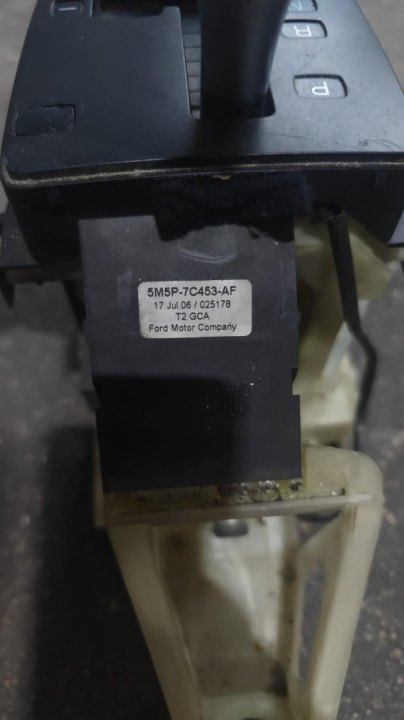 N
R
P
5M5P-7C453-AF
17.Jul.06 / 025178
T2 GCA
Ford Motor Company